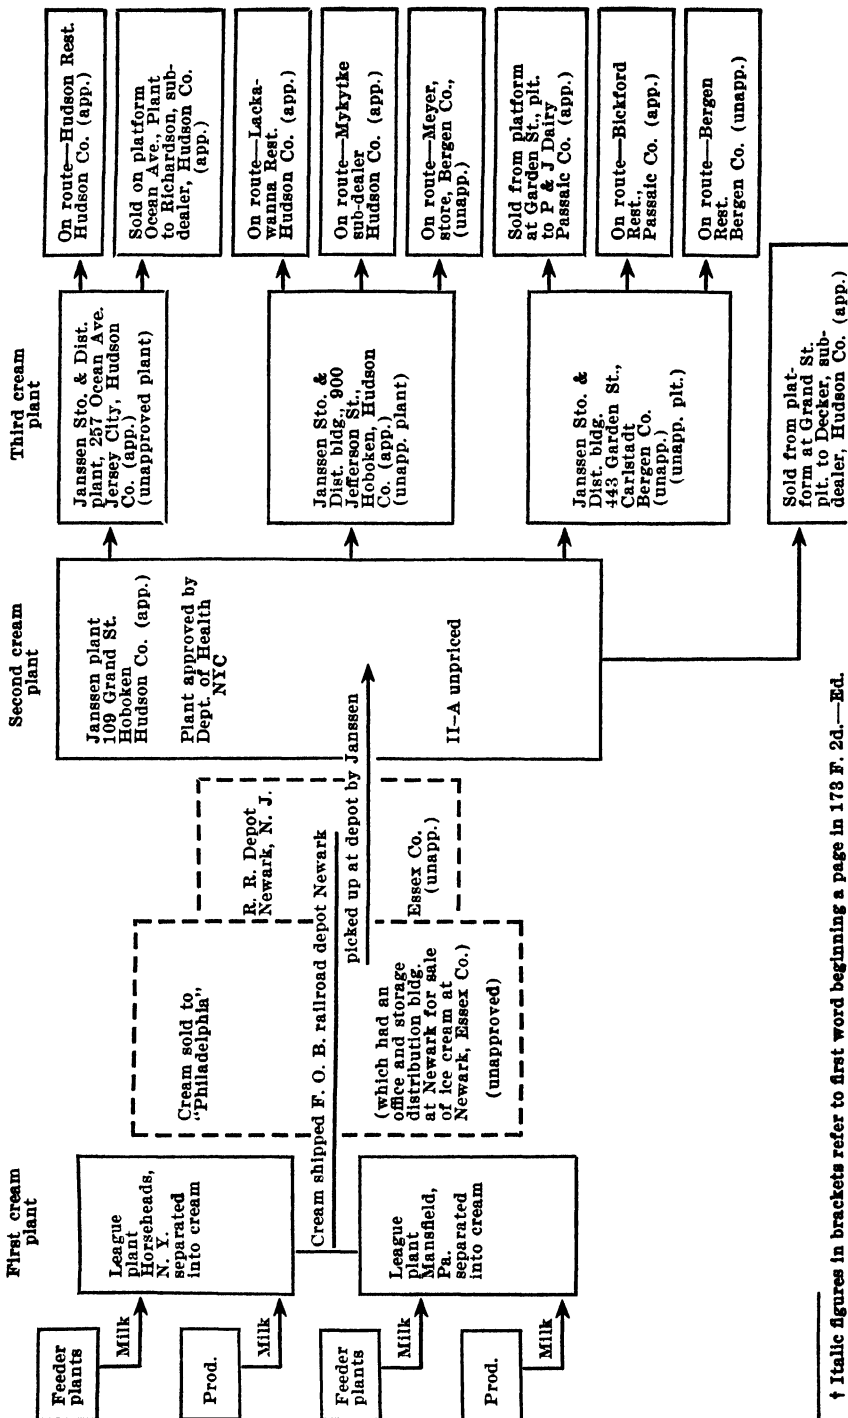 First cream
plant
Second cream
plant
Third cream
plant
Feeder
plants
Milk
Prod.
Milk
Feeder
plants
Milk
Prod.
Milk
League
plant
Horseheads,
N. Y.
separated
into cream
League
plant
Mansfield,
Pa.
separated
into cream
Cream shipped F. O. B. railroad depot Newark
Cream sold to
"Philadelphia"
(which had an
office and storage
distribution bldg.
at Newark for sale
of ice cream at
Newark, Essex Co.)
(unapproved)
R. R. Depot
Newark, N. J.
picked up at depot by Janssen
Essex Co.
(unapp.)
Janssen plant
109 Grand St.
Hoboken
Hudson Co. (app.)
Plant approved by
Dept. of Health
NYC
II–A unpriced
Janssen Sto. & Dist.
plant, 257 Ocean Ave.
Jersey City, Hudson
Co. (app.)
(unapproved plant)
Janssen Sto. &
Dist. bldg., 900
Jefferson St.,
Hoboken, Hudson
Co. (app.)
(unapp. plant)
Janssen Sto. &
Dist. bldg.
443 Garden St.,
Carlstadt
Bergen Co.
(unapp.)
(unapp. plt.)
Sold from plat-
form at Grand St.
plt. to Decker, sub-
dealer, Hudson Co. (app.)
On route—Hudson Rest.
Hudson Co. (app.)
Sold on platform
Ocean Ave., Plant
to Richardson, sub-
dealer, Hudson Co.
(app.)
On route—Lacka-
wanna Rest.
Hudson Co. (app.)
On route—Mykytke
sub-dealer
Hudson Co. (app.)
On route—Meyer,
store, Bergen Co.,
(unapp.)
Sold from platform
at Garden St., plt.
to P & J Dairy
Passaic Co. (app.)
On route—Bickford
Rest.,
Passaic Co. (app.)
On route—Bergen
Rest.
Bergen Co. (unapp.)
† Italic figures in brackets refer to first word beginning a page in 173 F. 2d.—Ed.